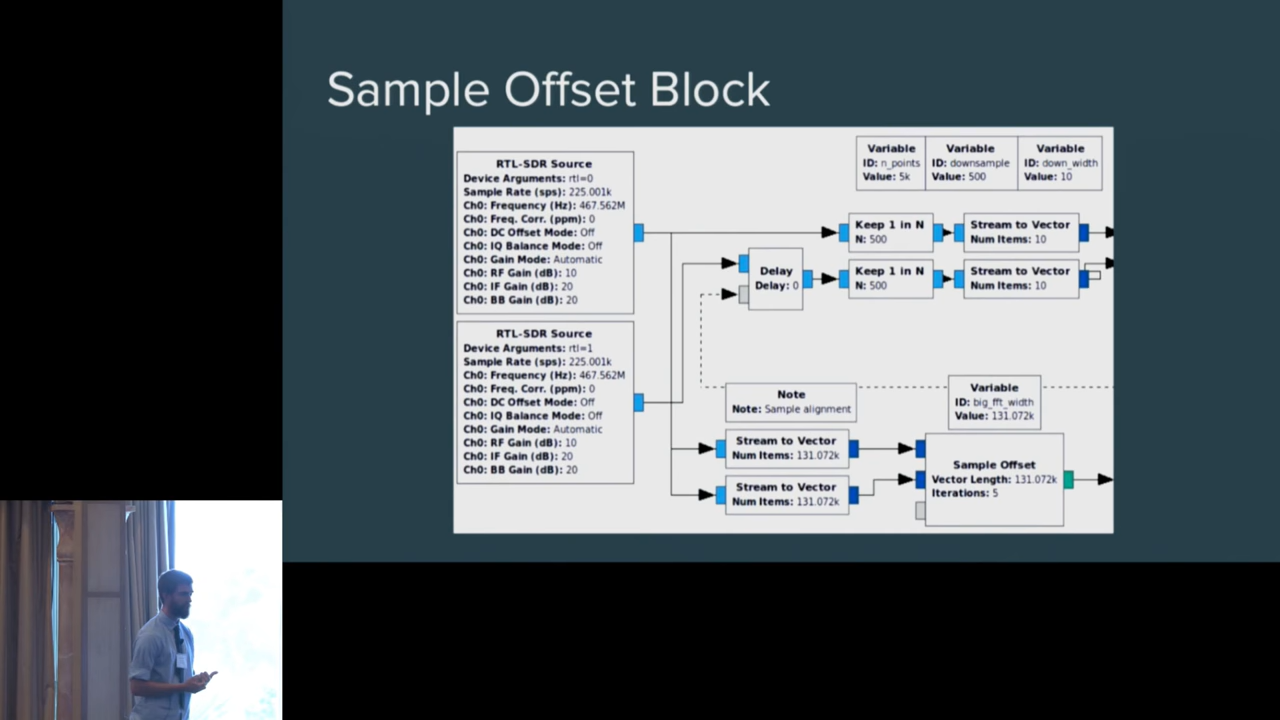 Sample Offset Block
RTL-SDR Source
Device Arguments: rtl=0
Sample Rate (sps): 225.001k
Ch0: Frequency (Hz): 467.562M
Ch0: Freq. Corr. (ppm): 0
Ch0: DC Offset Mode: Off
Ch0: IQ Balance Mode: Off
Ch0: Gain Mode: Automatic
Ch0: RF Gain (dB): 10
Ch0: IF Gain (dB): 20
Ch0: BB Gain (dB): 20
RTL-SDR Source
Device Arguments: rtl=1
Sample Rate (sps): 225.001k
Ch0: Frequency (Hz): 467.562M
Ch0: Freq. Corr. (ppm): 0
Ch0: DC Offset Mode: Off
Ch0: IQ Balance Mode: Off
Ch0: Gain Mode: Automatic
Ch0: RF Gain (dB): 10
Ch0: IF Gain (dB): 20
Ch0: BB Gain (dB): 20
Variable
ID: n_points
Value: 5k
Variable
ID: downsample
Value: 500
Variable
ID: down_width
Value: 10
Keep 1 in N
N: 500
Stream to Vector
Num Items: 10
Delay
Delay: 0
Keep 1 in N
N: 500
Stream to Vector
Num Items: 10
Note
Note: Sample alignment
Variable
ID: big_fft_width
Value: 131.072k
Stream to Vector
Num Items: 131.072k
Stream to Vector
Num Items: 131.072k
Sample Offset
Vector Length: 131.072k
Iterations: 5